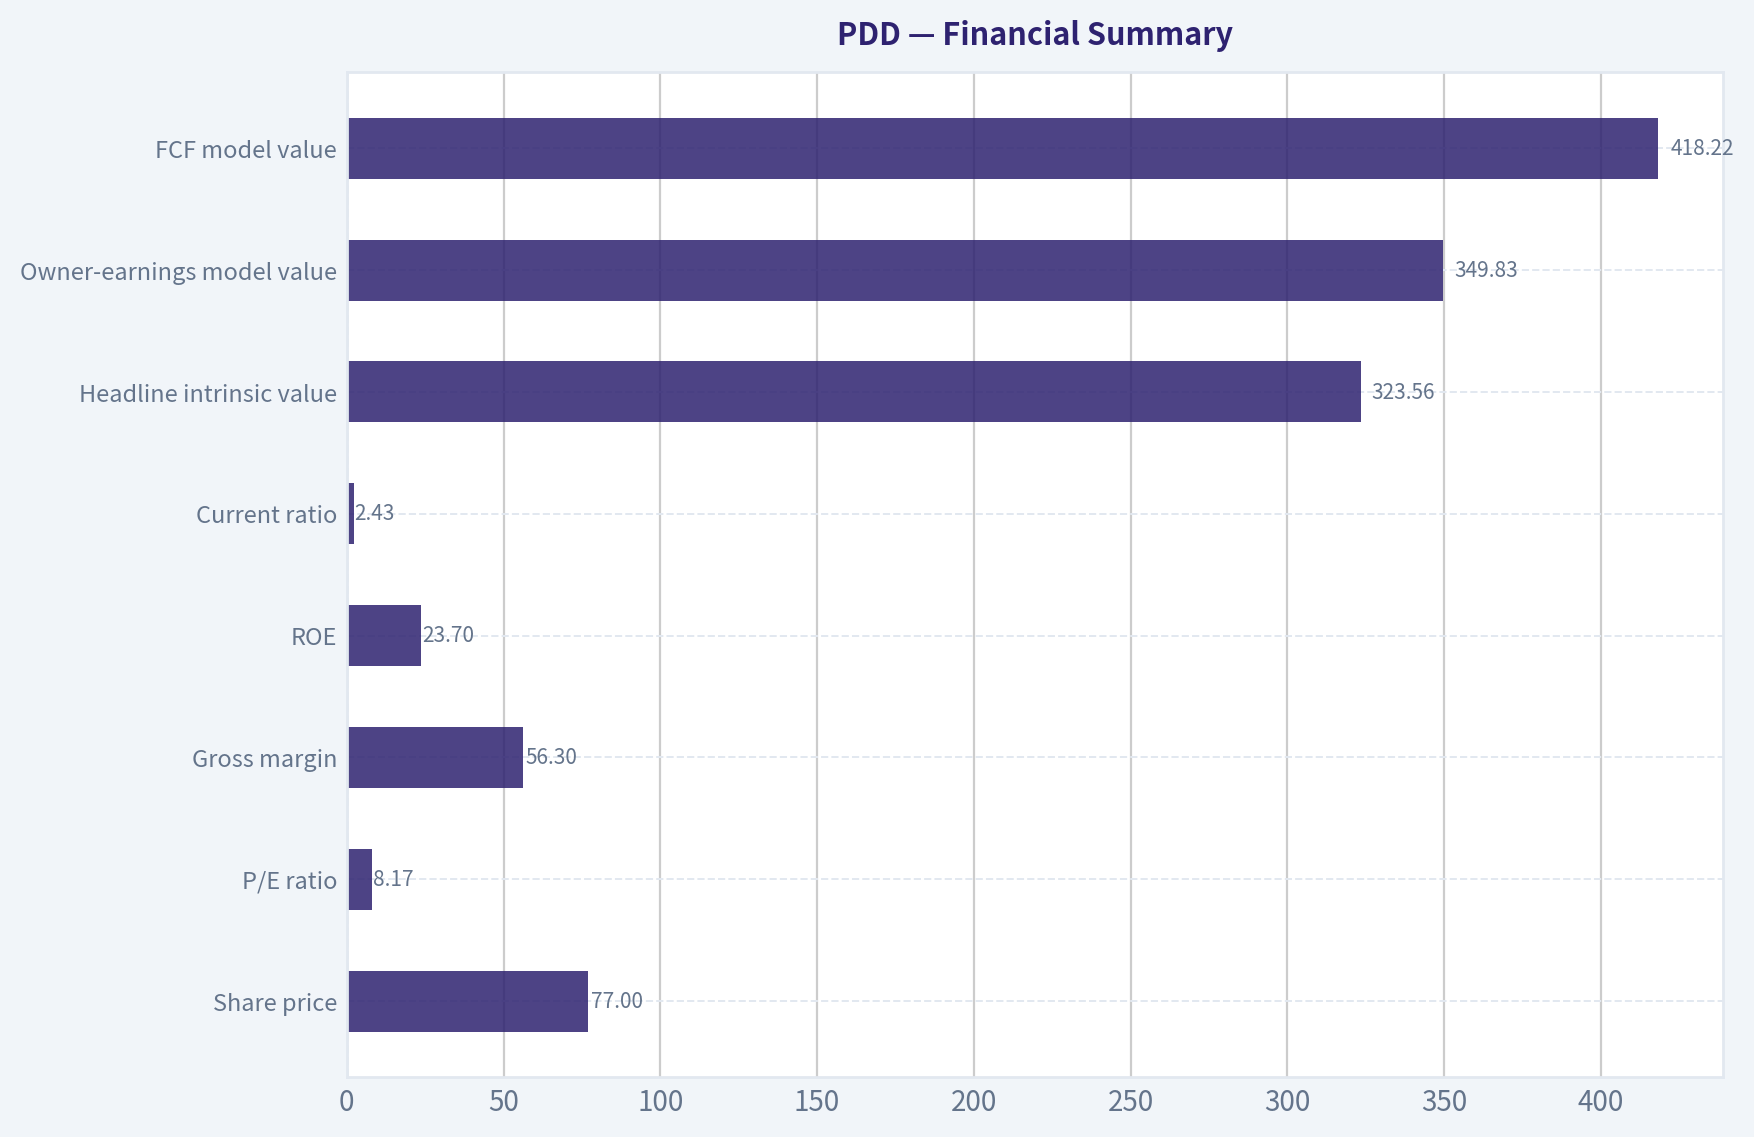 PDD — Financial Summary
FCF model value 418.22
Owner-earnings model value 349.83
Headline intrinsic value 323.56
Current ratio 2.43
ROE 23.70
Gross margin 56.30
P/E ratio 8.17
Share price 77.00
0 50 100 150 200 250 300 350 400